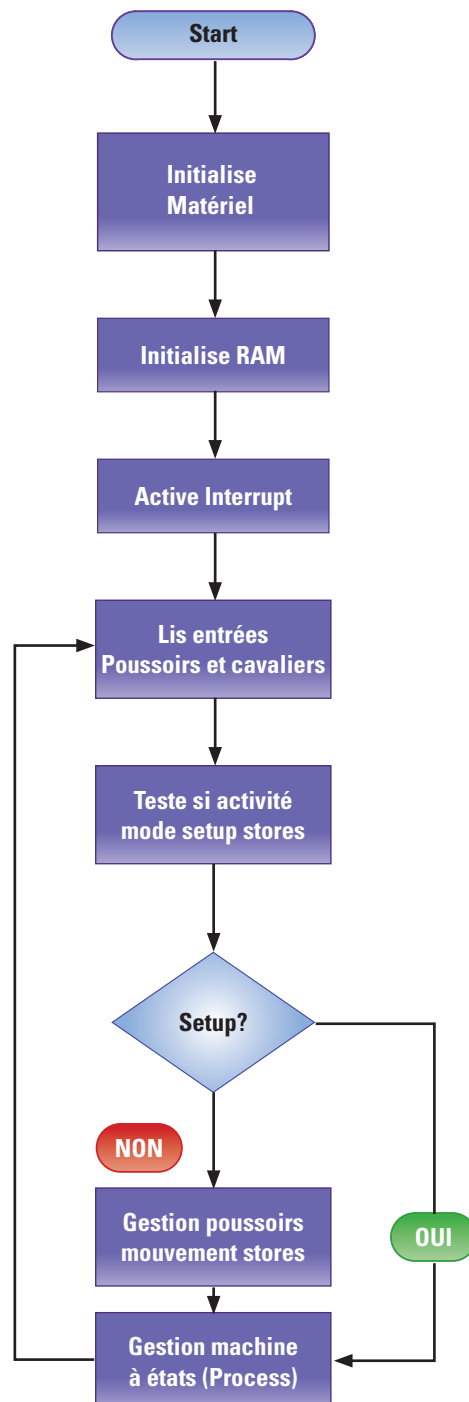 Start
Initialise
Matériel
Initialise RAM
Active Interrupt
Lis entrées
Poussoirs et cavaliers
Teste si activité
mode setup stores
Setup?
NON
Gestion poussoirs
mouvement stores
OUI
Gestion machine
à états (Process)